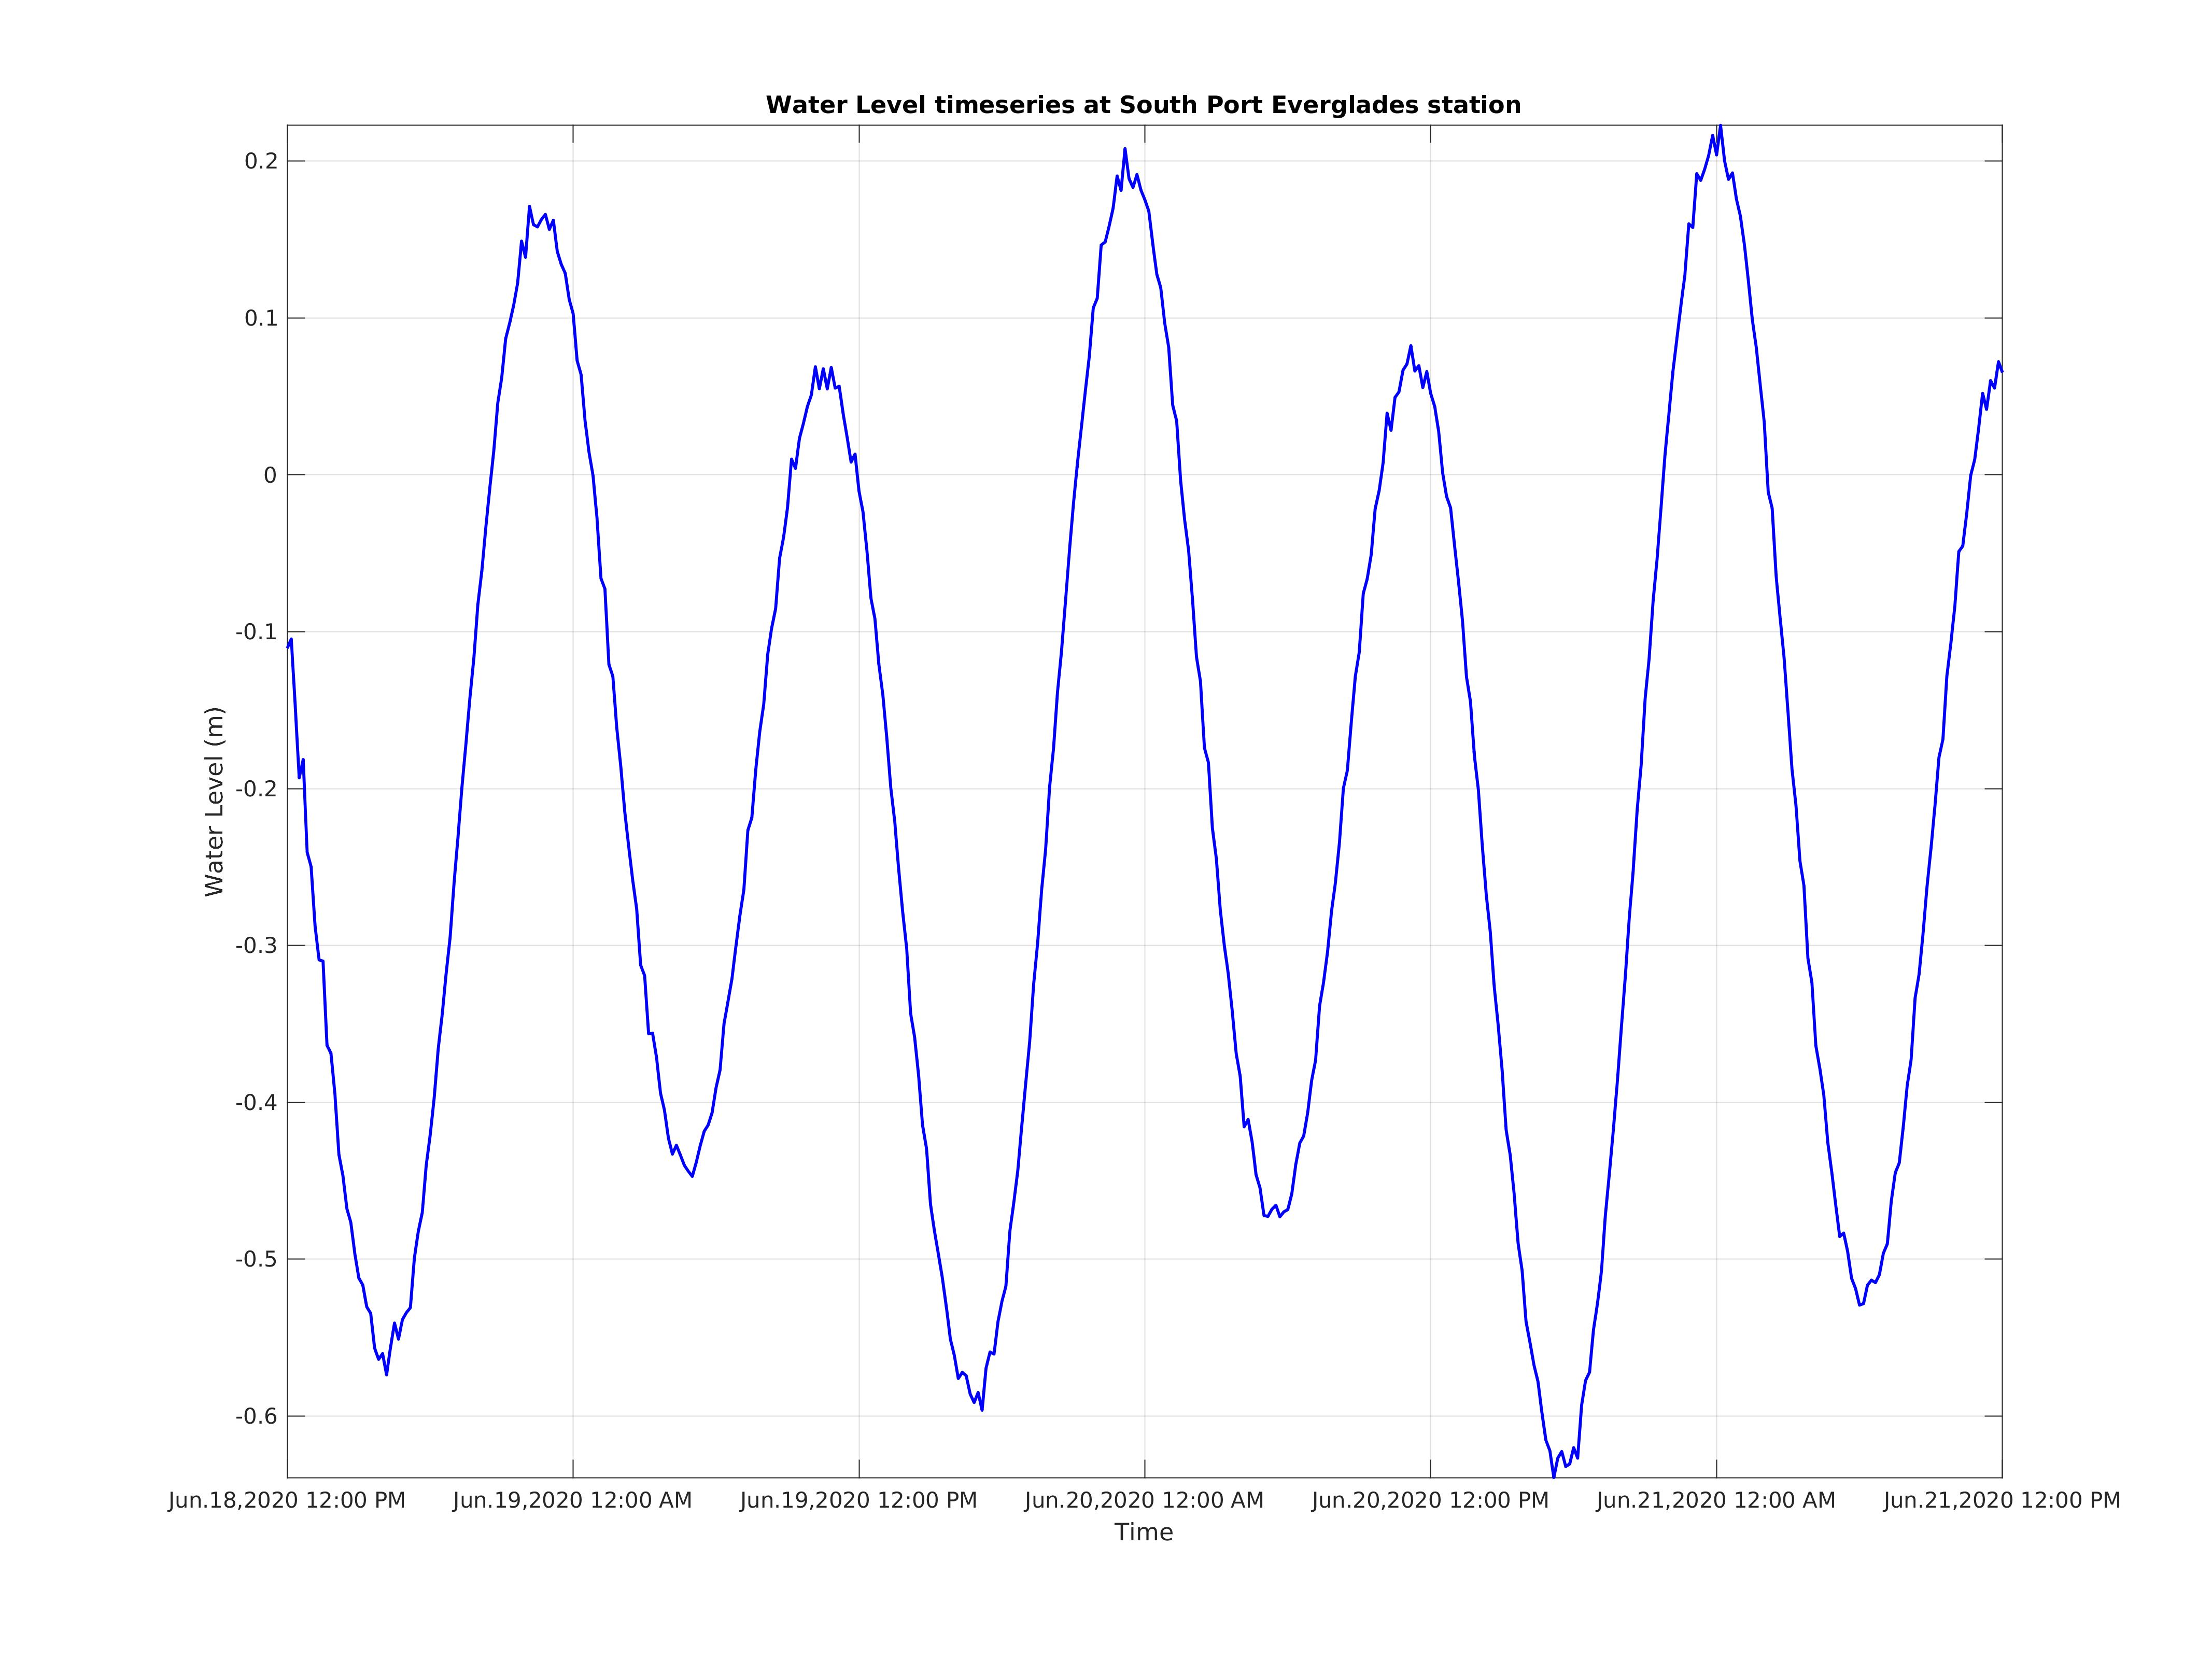 Water Level timeseries at South Port Everglades station
0.2
0.1
0
-0.1
-0.2
-0.3
-0.4
-0.5
-0.6
Water Level (m)
Jun.18,2020 12:00 PM Jun.19,2020 12:00 AM Jun.19,2020 12:00 PM Jun.20,2020 12:00 AM Jun.20,2020 12:00 PM Jun.21,2020 12:00 AM Jun.21,2020 12:00 PM
Time